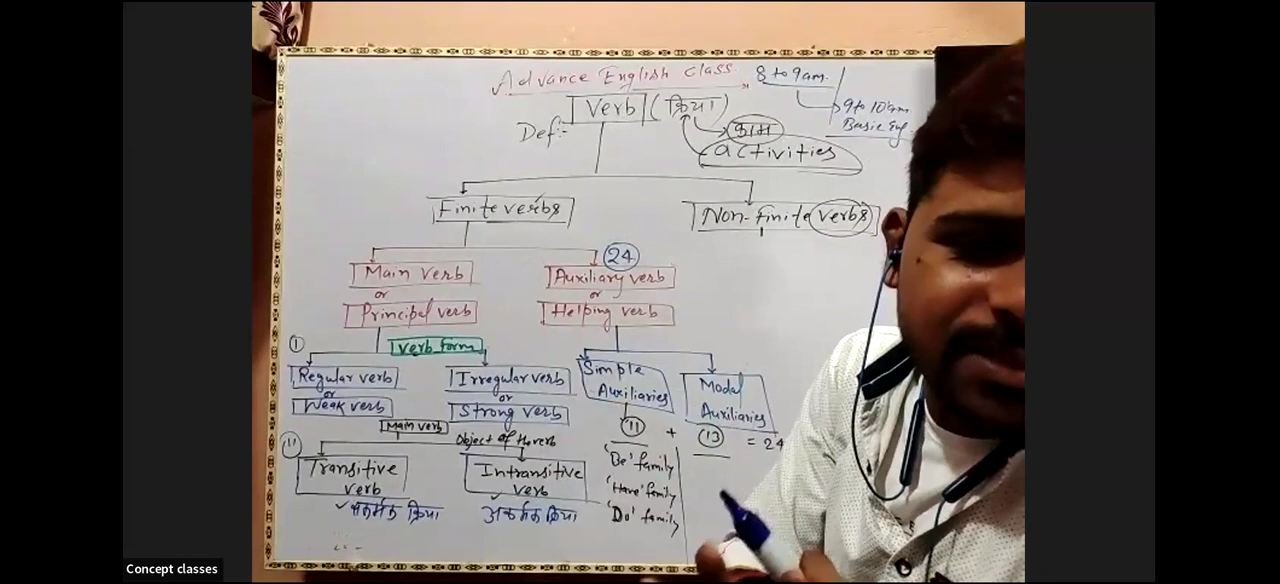 Advance English Class. 8 to 9am.
9 to 10am
Basic Eng.
Verb (क्रिया)
Def:-
काम
activities
Finite verbs
Non-finite verbs
24
Main verb
or
Principal verb
Auxiliary verb
or
Helping verb
Verb form
Regular verb
or
Weak verb
Irregular verb
or
Strong verb
Simple
Auxiliaries
Modal
Auxiliaries
11 + 13 = 24
Main verb
Object of the verb
Transitive
verb
सकर्मक क्रिया
Intransitive
verb
अकर्मक क्रिया
'Be' family
'Have' family
'Do' family
Concept classes